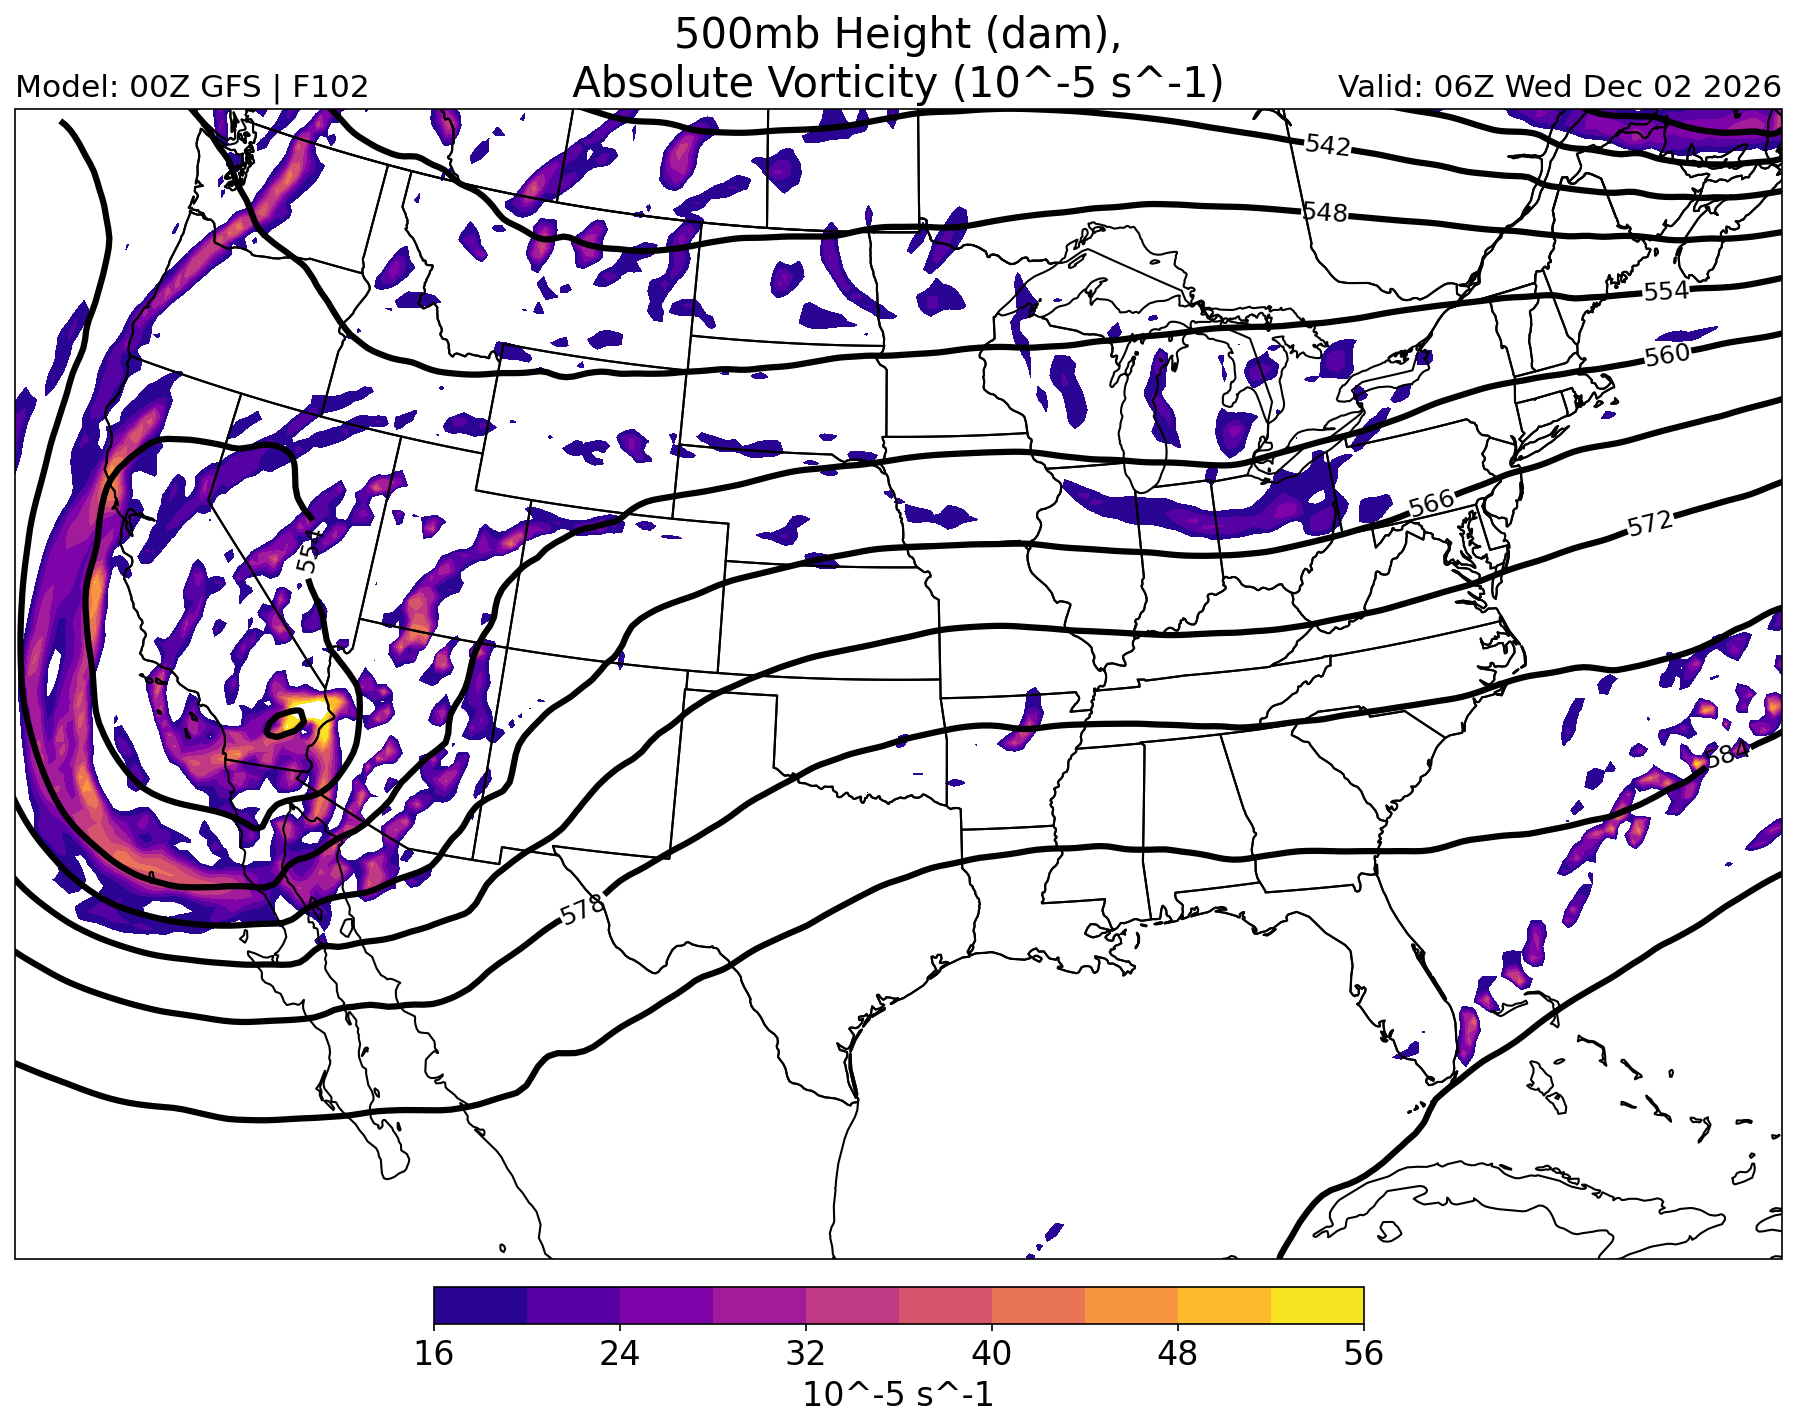 500mb Height (dam),
Absolute Vorticity (10^-5 s^-1)
Model: 00Z GFS | F102
Valid: 06Z Wed Dec 02 2026
542
548
554
560
566
572
554
584
578
16 24 32 40 48 56
10^-5 s^-1